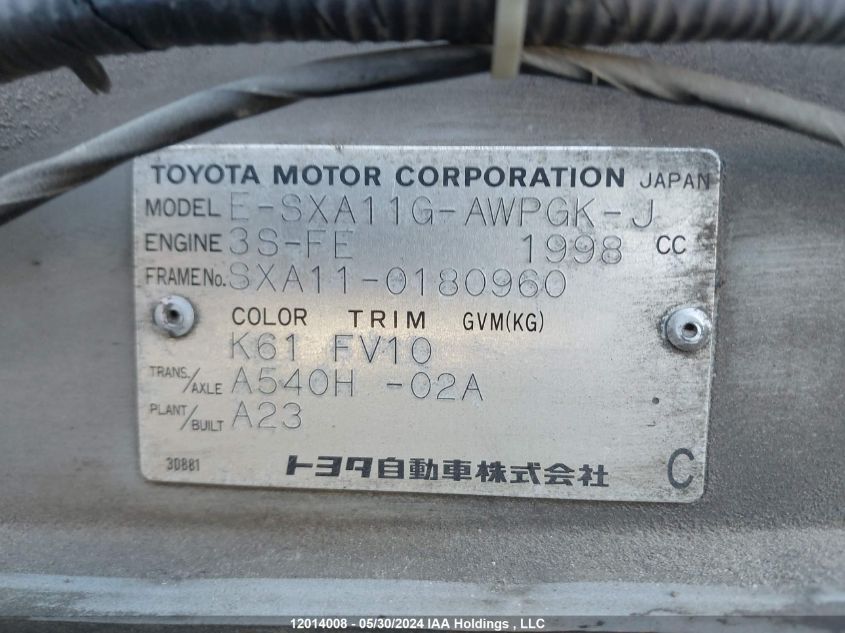 TOYOTA MOTOR CORPORATION JAPAN
MODEL E-SXA11G-AWPGK-J
ENGINE 3S-FE 1998 CC
FRAME No. SXA11-0180960
COLOR TRIM GVM(KG)
K61 FV10
TRANS./AXLE A540H -02A
PLANT/BUILT A23
30881 トヨタ自動車株式会社 C
12014008 - 05/30/2024 IAA Holdings , LLC